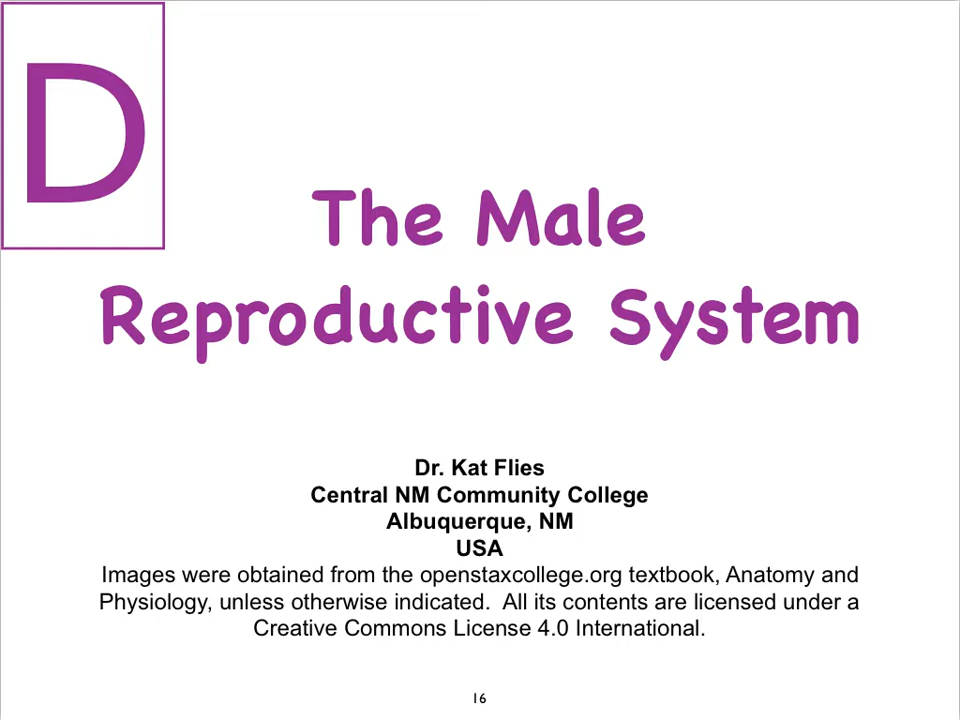 D
The Male
Reproductive System
Dr. Kat Flies
Central NM Community College
Albuquerque, NM
USA
Images were obtained from the openstaxcollege.org textbook, Anatomy and
Physiology, unless otherwise indicated.  All its contents are licensed under a
Creative Commons License 4.0 International.
16